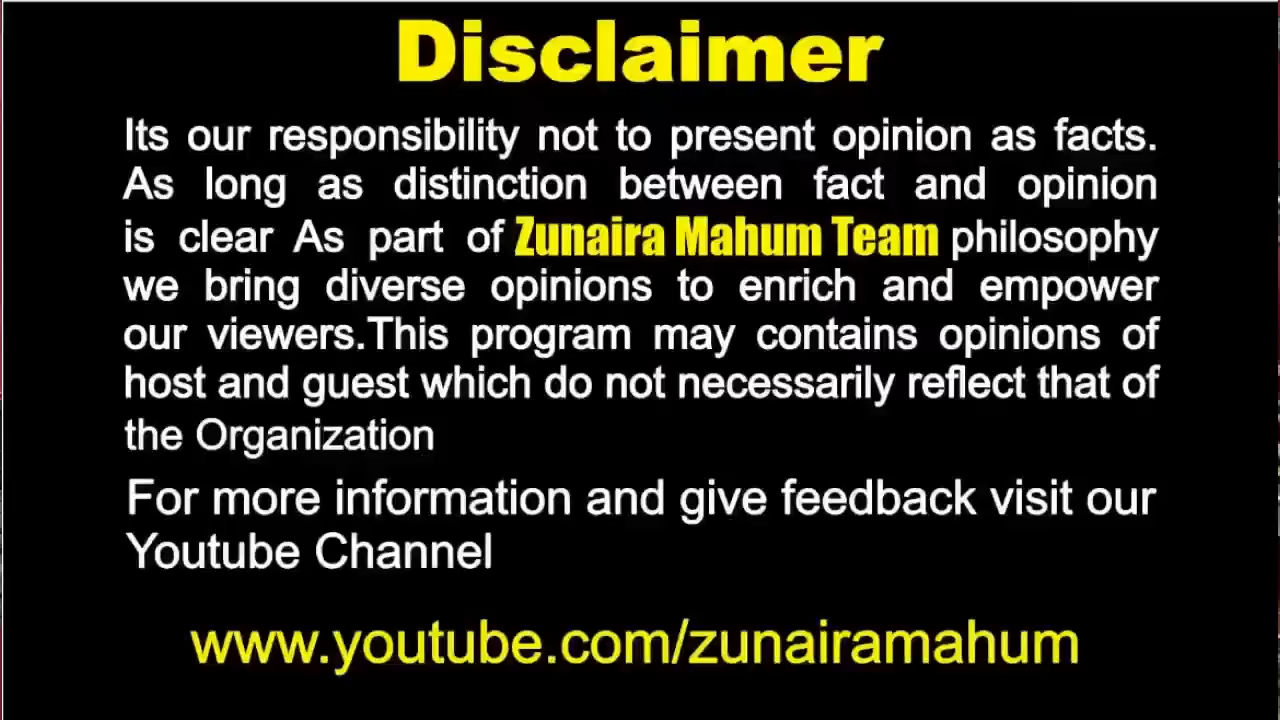 Disclaimer
Its our responsibility not to present opinion as facts.
As long as distinction between fact and opinion
is clear As part of Zunaira Mahum Team philosophy
we bring diverse opinions to enrich and empower
our viewers.This program may contains opinions of
host and guest which do not necessarily reflect that of
the Organization
For more information and give feedback visit our
Youtube Channel
www.youtube.com/zunairamahum